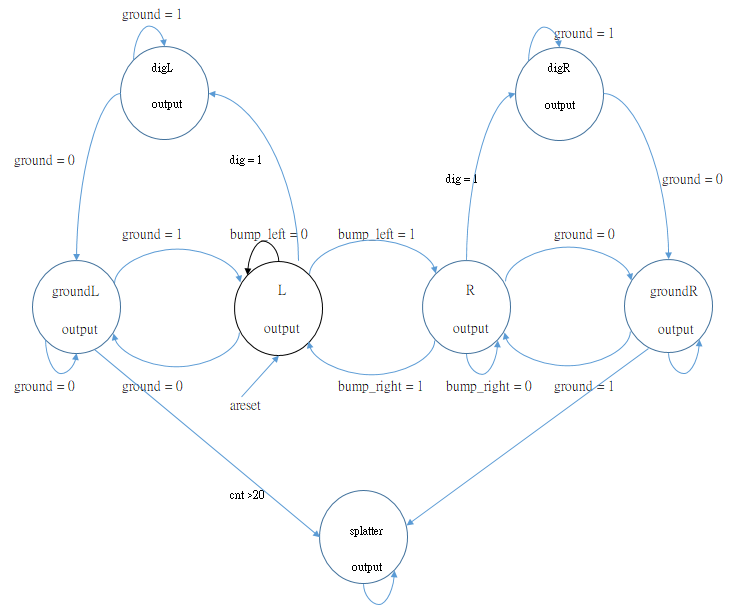 ground = 1
ground = 1
digL
output
digR
output
ground = 0
dig = 1
dig = 1
ground = 0
ground = 1
bump_left = 0
bump_left = 1
ground = 0
groundL
output
L
output
R
output
groundR
output
ground = 0
ground = 0
bump_right = 1
bump_right = 0
ground = 1
areset
cnt >20
splatter
output